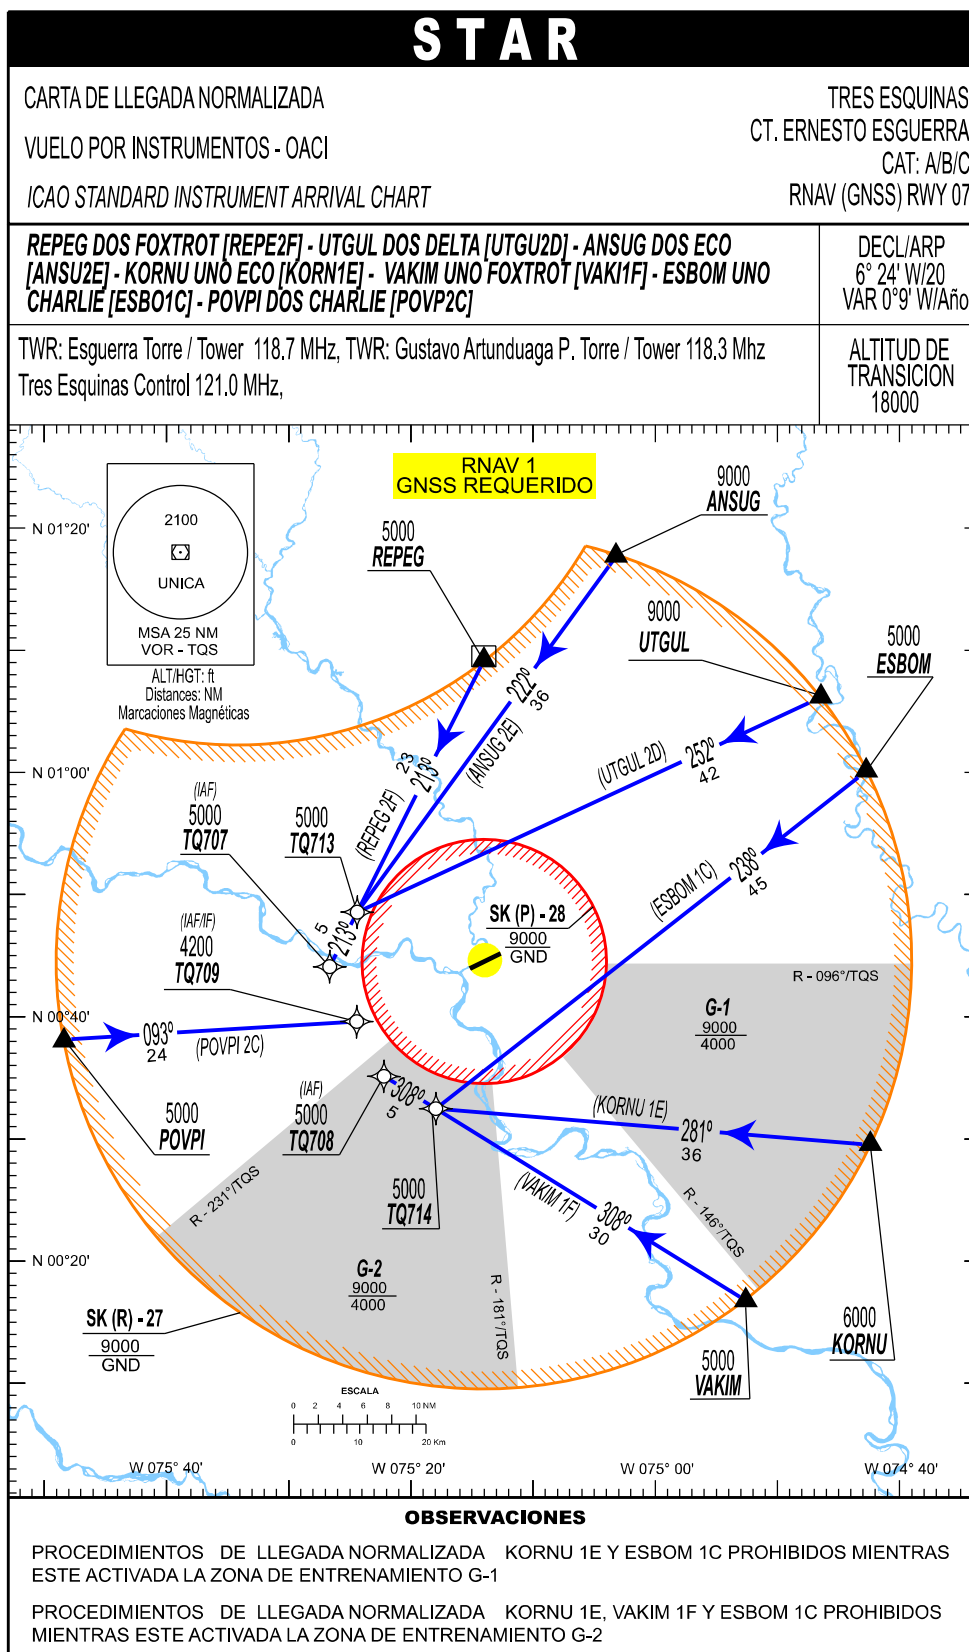 STAR
CARTA DE LLEGADA NORMALIZADA
VUELO POR INSTRUMENTOS - OACI
ICAO STANDARD INSTRUMENT ARRIVAL CHART
TRES ESQUINAS
CT. ERNESTO ESGUERRA
CAT: A/B/C
RNAV (GNSS) RWY 07
REPEG DOS FOXTROT [REPE2F] - UTGUL DOS DELTA [UTGU2D] - ANSUG DOS ECO
[ANSU2E] - KORNU UNO ECO [KORN1E] - VAKIM UNO FOXTROT [VAKI1F] - ESBOM UNO
CHARLIE [ESBO1C] - POVPI DOS CHARLIE [POVP2C]
DECL/ARP
6° 24' W/20
VAR 0°9' W/Año
TWR: Esguerra Torre / Tower 118.7 MHz, TWR: Gustavo Artunduaga P. Torre / Tower 118.3 Mhz
Tres Esquinas Control 121.0 MHz,
ALTITUD DE
TRANSICION
18000
RNAV 1
GNSS REQUERIDO
2100
UNICA
MSA 25 NM
VOR - TQS
ALT/HGT: ft
Distances: NM
Marcaciones Magnéticas
N 01°20'
5000
REPEG
9000
ANSUG
9000
UTGUL
5000
ESBOM
222°
36
(ANSUG 2E)
23
213°
(REPEG 2F)
(UTGUL 2D)
252°
42
N 01°00'
(IAF)
5000
TQ707
5000
TQ713
(ESBOM 1C)
238°
45
5
213°
(IAF/IF)
4200
TQ709
SK (P) - 28
9000
GND
R - 096°/TQS
G-1
9000
4000
N 00°40'
093°
24
(POVPI 2C)
5000
POVPI
(IAF)
5000
TQ708
308°
5
(KORNU 1E)
281°
36
R - 231°/TQS
5000
TQ714
(VAKIM 1F)
308°
30
R - 146°/TQS
N 00°20'
G-2
9000
4000
R - 181°/TQS
SK (R) - 27
9000
GND
6000
KORNU
5000
VAKIM
ESCALA
0 2 4 6 8 10 NM
0 10 20 Km
W 075° 40'
W 075° 20'
W 075° 00'
W 074° 40'
OBSERVACIONES
PROCEDIMIENTOS DE LLEGADA NORMALIZADA KORNU 1E Y ESBOM 1C PROHIBIDOS MIENTRAS
ESTE ACTIVADA LA ZONA DE ENTRENAMIENTO G-1
PROCEDIMIENTOS DE LLEGADA NORMALIZADA KORNU 1E, VAKIM 1F Y ESBOM 1C PROHIBIDOS
MIENTRAS ESTE ACTIVADA LA ZONA DE ENTRENAMIENTO G-2